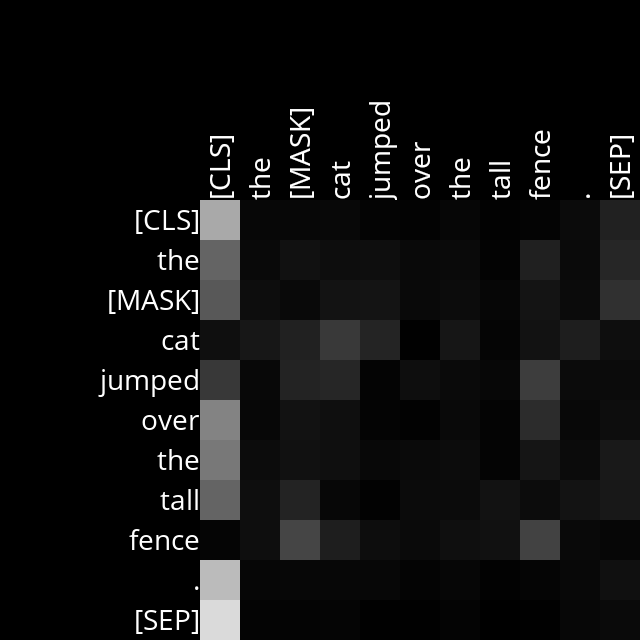 [CLS] the [MASK] cat jumped over the tall fence . [SEP]
[CLS]
the
[MASK]
cat
jumped
over
the
tall
fence
.
[SEP]